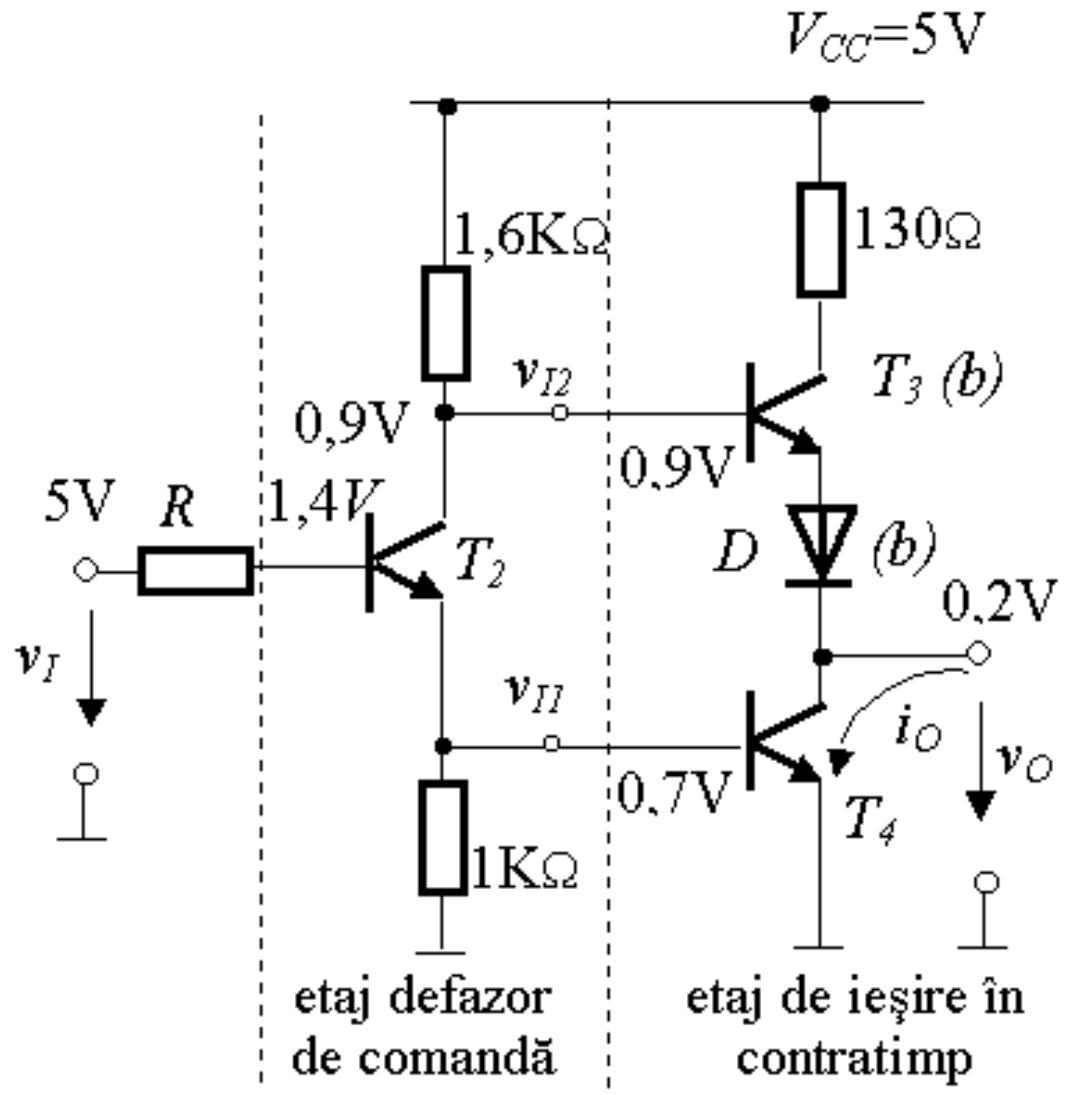 V_CC=5V
1,6KΩ
130Ω
v_I2
T_3 (b)
0,9V
0,9V
5V
R
1,4V
T_2
D
(b)
0,2V
v_I
v_I1
i_O
v_O
0,7V
T_4
1KΩ
etaj defazor
de comandă
etaj de ieşire în
contratimp